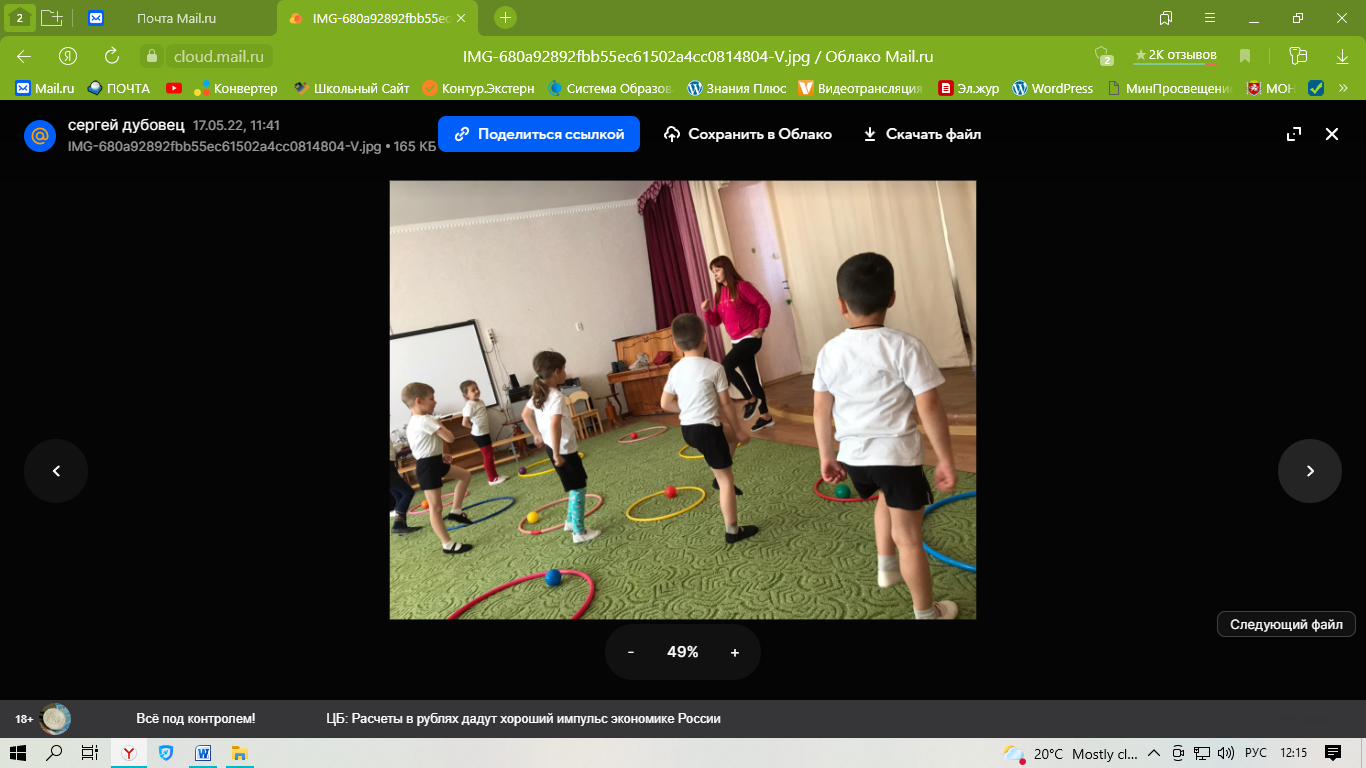 2
Почта Mail.ru
IMG-680a92892fbb55ec
cloud.mail.ru
IMG-680a92892fbb55ec61502a4cc0814804-V.jpg / Облако Mail.ru
2
2К отзывов
Mail.ru
ПОЧТА
Конвертер
Школьный Сайт
Контур.Экстерн
Система Образов
Знания Плюс
Видеотрансляция
Эл.жур
WordPress
МинПросвещени
МОН
»
сергей дубовец 17.05.22, 11:41
IMG-680a92892fbb55ec61502a4cc0814804-V.jpg • 165 КБ
Поделиться ссылкой
Сохранить в Облако
Скачать файл
Следующий файл
- 49% +
18+
Всё под контролем!
ЦБ: Расчеты в рублях дадут хороший импульс экономике России
20°C Mostly cl...
РУС
12:15